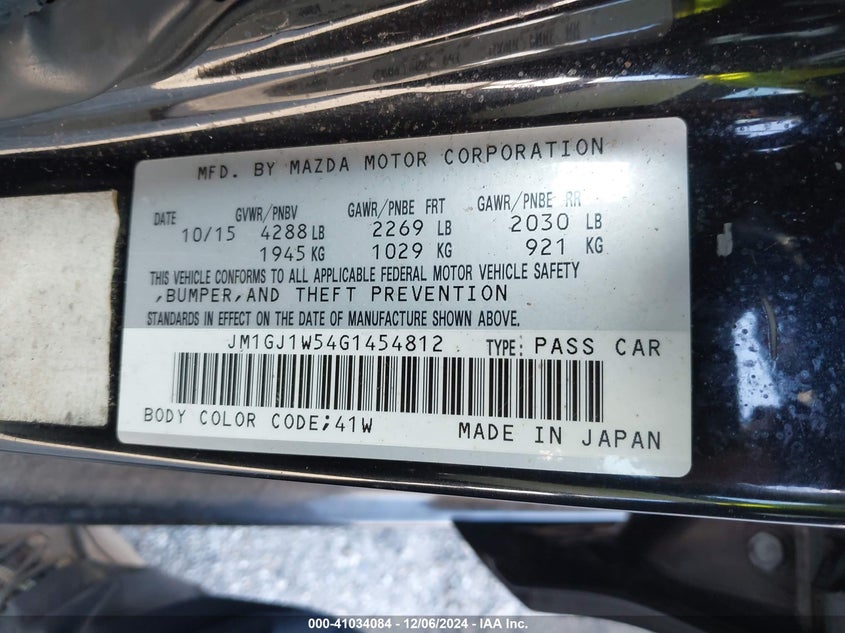 MFD. BY MAZDA MOTOR CORPORATION
DATE GVWR/PNBV GAWR/PNBE FRT GAWR/PNBE RR
10/15 4288 LB 2269 LB 2030 LB
1945 KG 1029 KG 921 KG
THIS VEHICLE CONFORMS TO ALL APPLICABLE FEDERAL MOTOR VEHICLE SAFETY
,BUMPER,AND THEFT PREVENTION
STANDARDS IN EFFECT ON THE DATE OF MANUFACTURE SHOWN ABOVE.
JM1GJ1W54G1454812 TYPE: PASS CAR
BODY COLOR CODE;41W MADE IN JAPAN
000-41034084 - 12/06/2024 - IAA Inc.